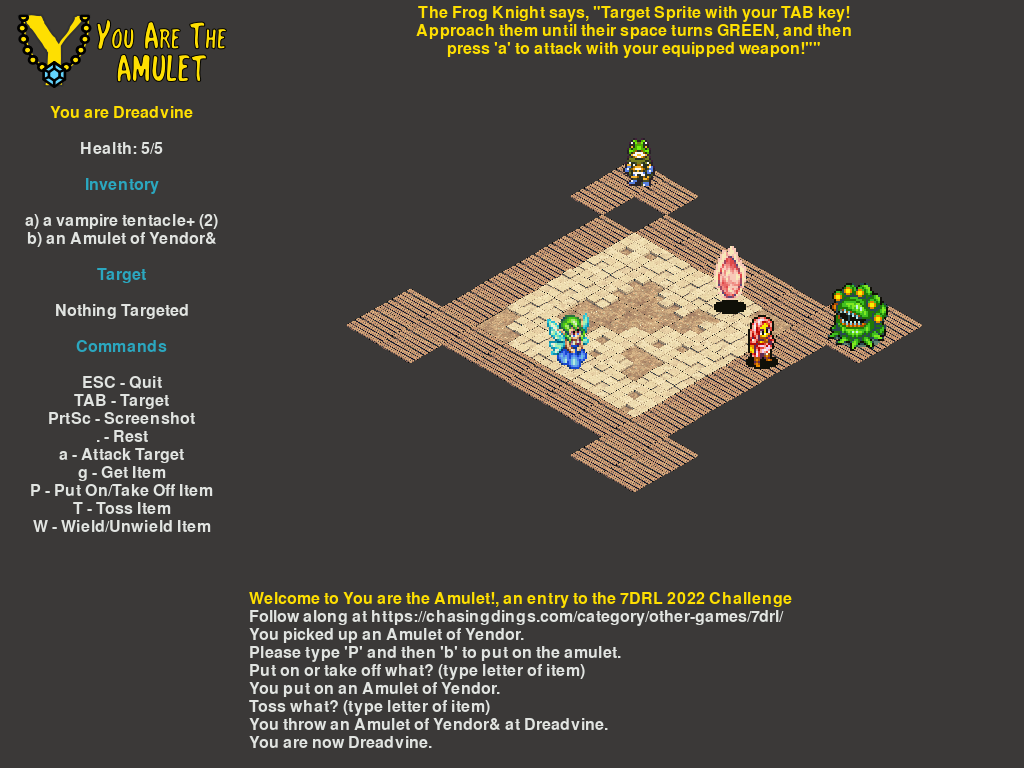 You Are The
Amulet
The Frog Knight says, "Target Sprite with your TAB key!
Approach them until their space turns GREEN, and then
press 'a' to attack with your equipped weapon!""
You are Dreadvine
Health: 5/5
Inventory
a) a vampire tentacle+ (2)
b) an Amulet of Yendor&
Target
Nothing Targeted
Commands
ESC - Quit
TAB - Target
PrtSc - Screenshot
. - Rest
a - Attack Target
g - Get Item
P - Put On/Take Off Item
T - Toss Item
W - Wield/Unwield Item
Welcome to You are the Amulet!, an entry to the 7DRL 2022 Challenge
Follow along at https://chasingdings.com/category/other-games/7drl/
You picked up an Amulet of Yendor.
Please type 'P' and then 'b' to put on the amulet.
Put on or take off what? (type letter of item)
You put on an Amulet of Yendor.
Toss what? (type letter of item)
You throw an Amulet of Yendor& at Dreadvine.
You are now Dreadvine.